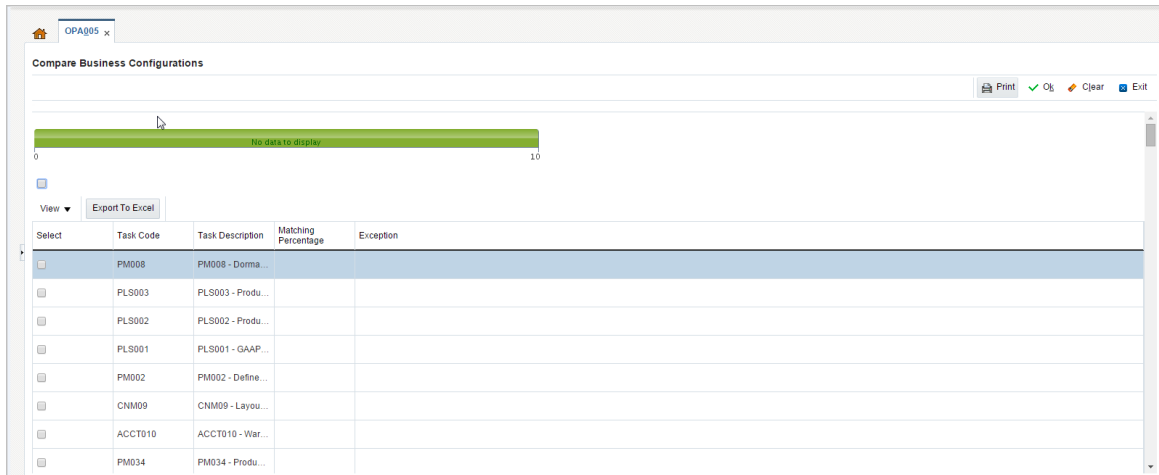 OPA005 x
Compare Business Configurations
Print Ok Clear Exit
No data to display
0 10
View Export To Excel
Select Task Code Task Description Matching Percentage Exception
PM008 PM008 - Dorma...
PLS003 PLS003 - Produ...
PLS002 PLS002 - Produ...
PLS001 PLS001 - GAAP...
PM002 PM002 - Define...
CNM09 CNM09 - Layou...
ACCT010 ACCT010 - War...
PM034 PM034 - Produ...